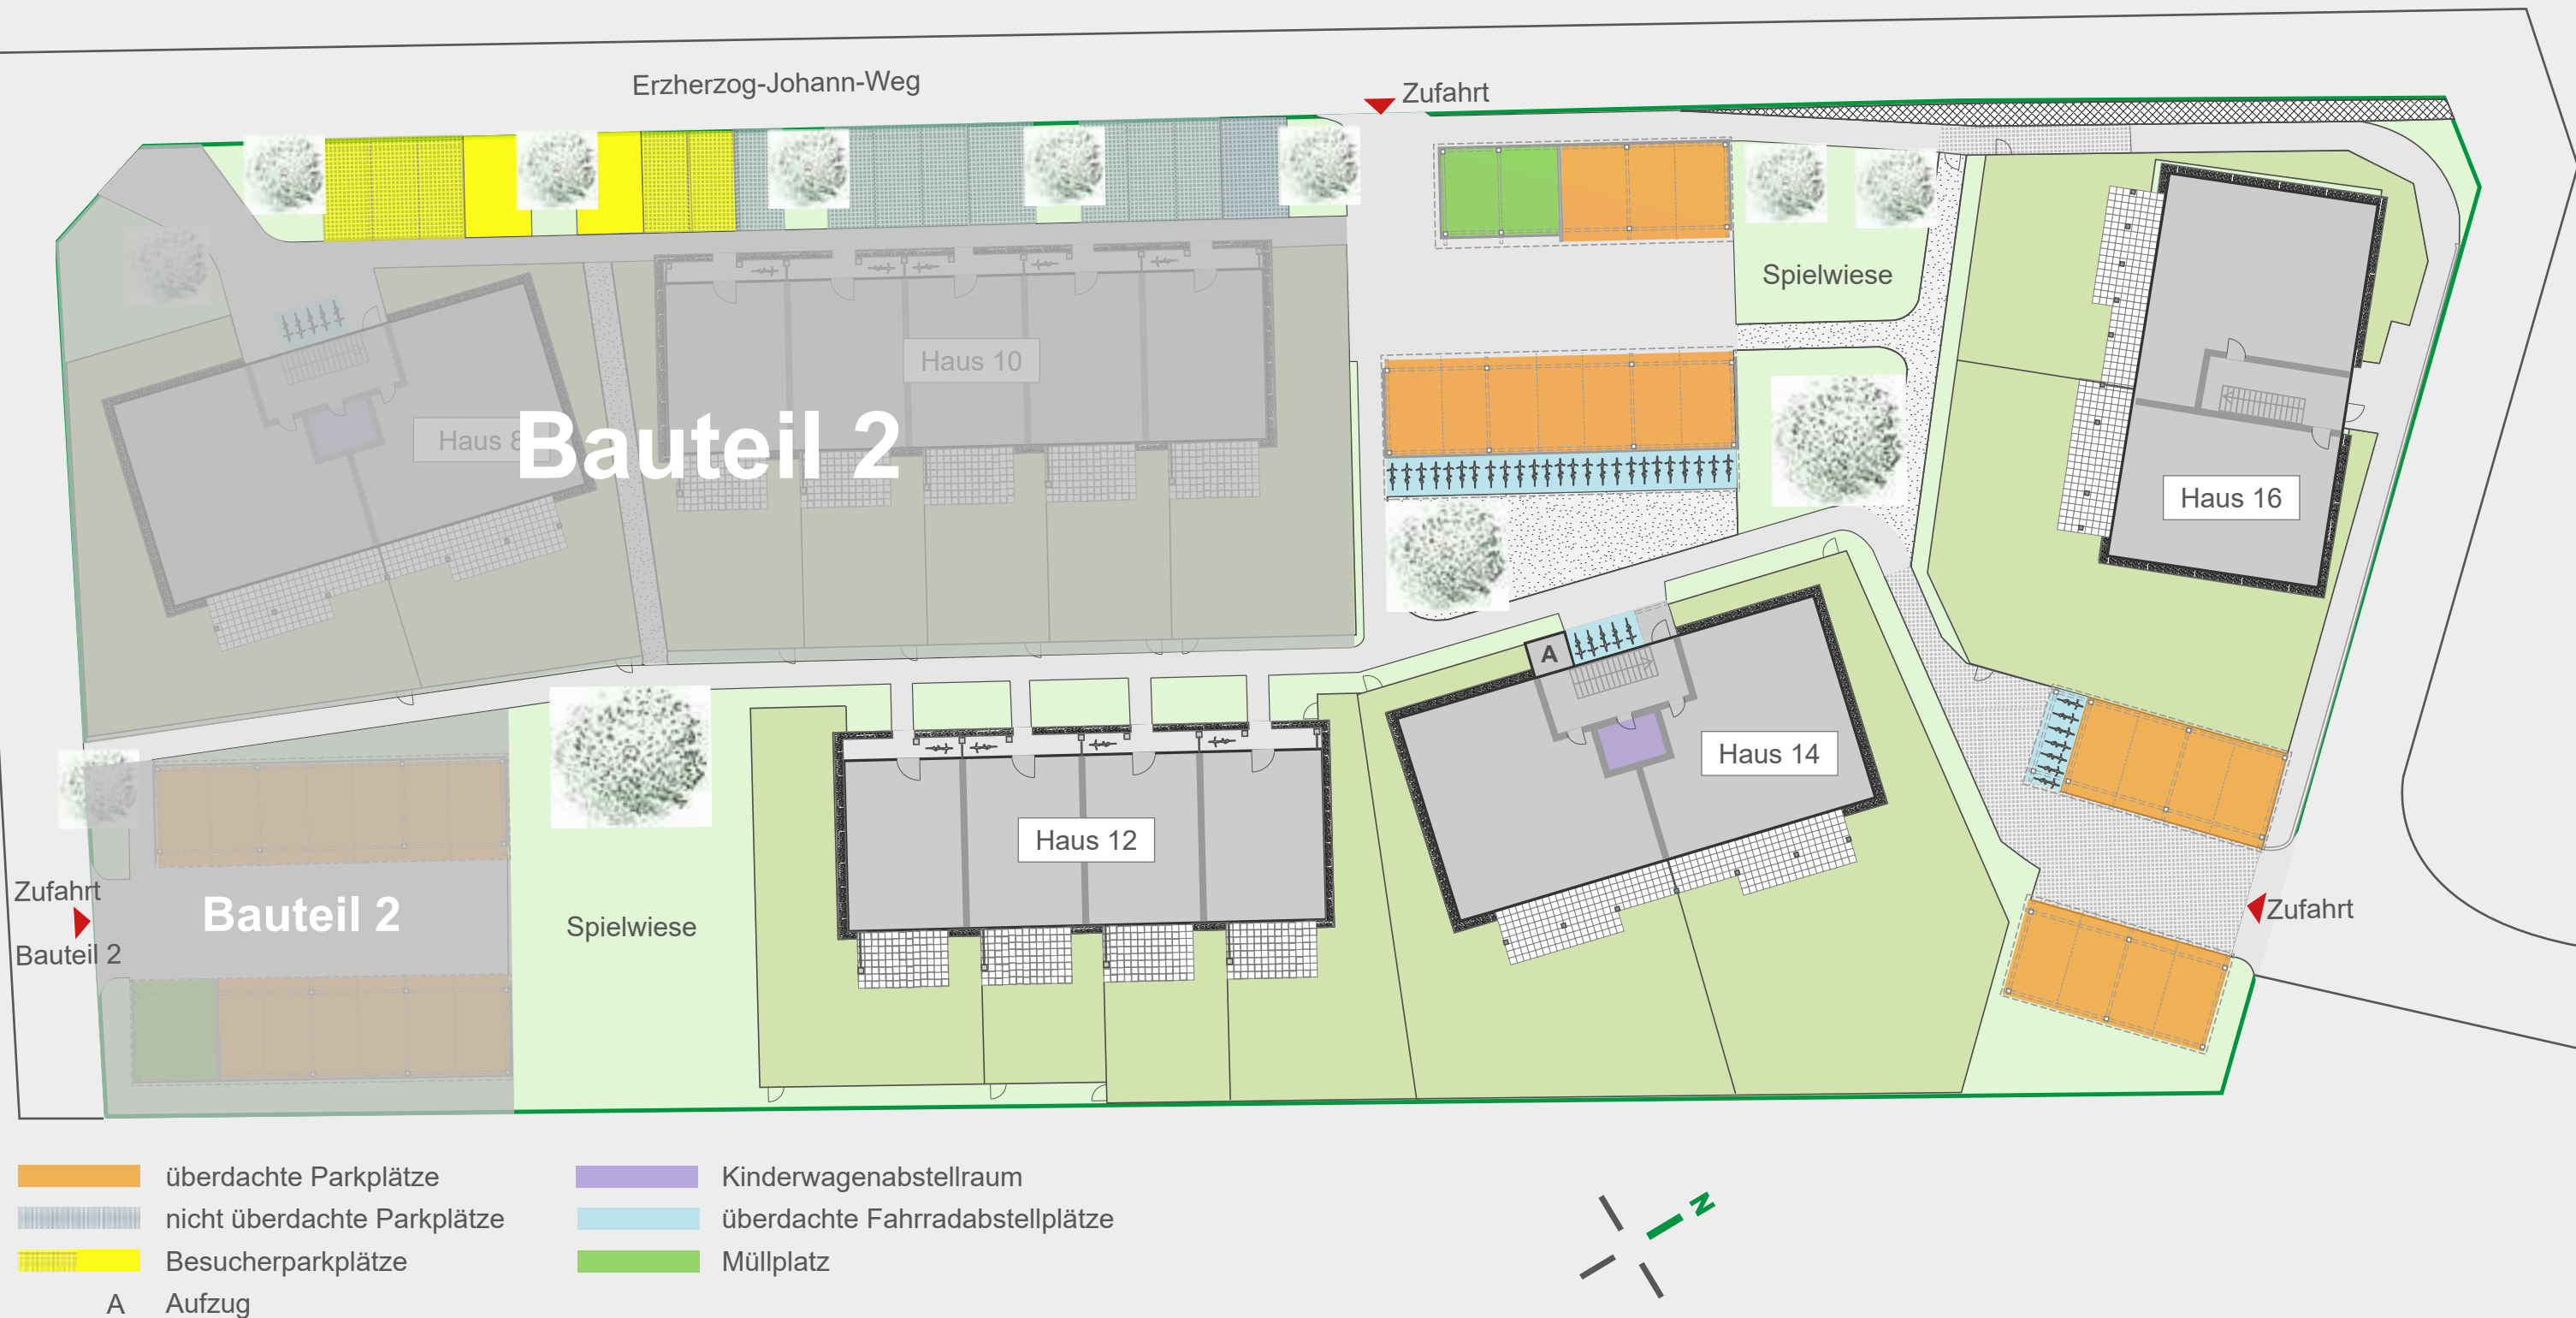 Erzherzog-Johann-Weg
Zufahrt
Spielwiese
Haus 10
Haus 8
Bauteil 2
Haus 16
A
Haus 14
Haus 12
Zufahrt
Bauteil 2
Bauteil 2
Spielwiese
Zufahrt
überdachte Parkplätze
nicht überdachte Parkplätze
Besucherparkplätze
A Aufzug
Kinderwagenabstellraum
überdachte Fahrradabstellplätze
Müllplatz
N